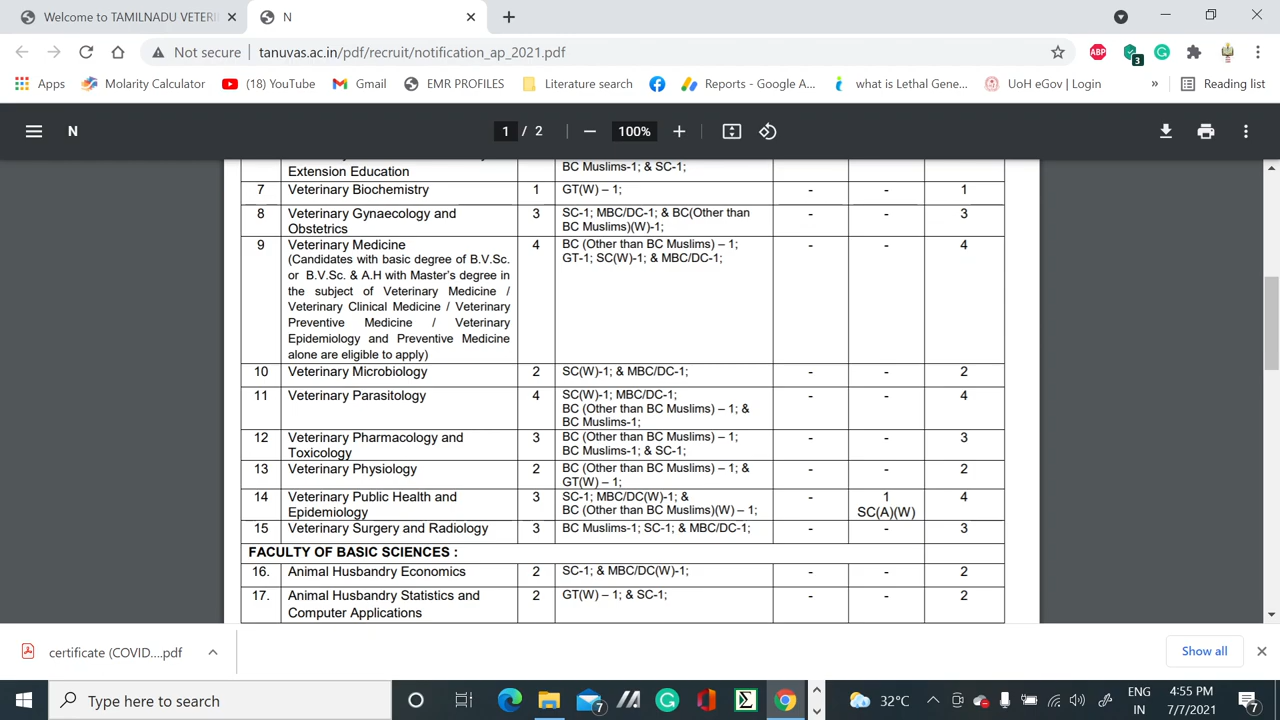 Welcome to TAMILNADU VETERI
N
Not secure
tanuvas.ac.in/pdf/recruit/notification_ap_2021.pdf
ABP
3
Apps
Molarity Calculator
(18) YouTube
Gmail
EMR PROFILES
Literature search
Reports - Google A...
what is Lethal Gene...
UoH eGov | Login
»
Reading list
N
1 / 2
100%
Extension Education BC Muslims-1; & SC-1;
7 Veterinary Biochemistry 1 GT(W) – 1; - - 1
8 Veterinary Gynaecology and 3 SC-1; MBC/DC-1; & BC(Other than - - 3
Obstetrics BC Muslims)(W)-1;
9 Veterinary Medicine 4 BC (Other than BC Muslims) – 1; - - 4
(Candidates with basic degree of B.V.Sc. GT-1; SC(W)-1; & MBC/DC-1;
or B.V.Sc. & A.H with Master's degree in
the subject of Veterinary Medicine /
Veterinary Clinical Medicine / Veterinary
Preventive Medicine / Veterinary
Epidemiology and Preventive Medicine
alone are eligible to apply)
10 Veterinary Microbiology 2 SC(W)-1; & MBC/DC-1; - - 2
11 Veterinary Parasitology 4 SC(W)-1; MBC/DC-1; - - 4
BC (Other than BC Muslims) – 1; &
BC Muslims-1;
12 Veterinary Pharmacology and 3 BC (Other than BC Muslims) – 1; - - 3
Toxicology BC Muslims-1; & SC-1;
13 Veterinary Physiology 2 BC (Other than BC Muslims) – 1; & - - 2
GT(W) – 1;
14 Veterinary Public Health and 3 SC-1; MBC/DC(W)-1; & - 1 4
Epidemiology BC (Other than BC Muslims)(W) – 1; SC(A)(W)
15 Veterinary Surgery and Radiology 3 BC Muslims-1; SC-1; & MBC/DC-1; - - 3
FACULTY OF BASIC SCIENCES :
16. Animal Husbandry Economics 2 SC-1; & MBC/DC(W)-1; - - 2
17. Animal Husbandry Statistics and 2 GT(W) – 1; & SC-1; - - 2
Computer Applications
certificate (COVID....pdf
Show all
Type here to search
7
32°C
ENG
IN
4:55 PM
7/7/2021
7